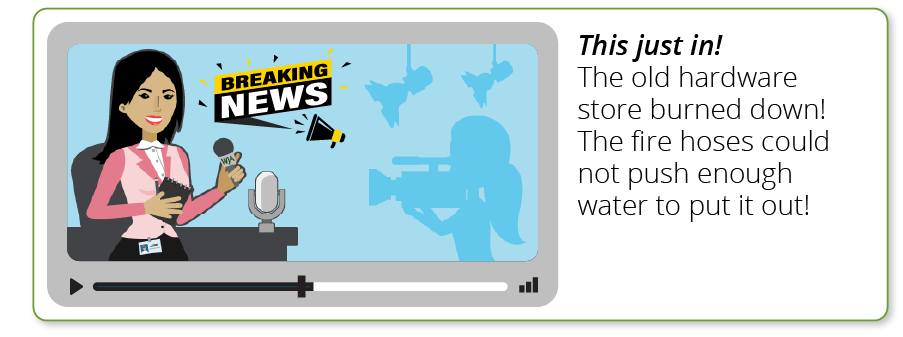 BREAKING
NEWS
WJA
This just in!
The old hardware
store burned down!
The fire hoses could
not push enough
water to put it out!